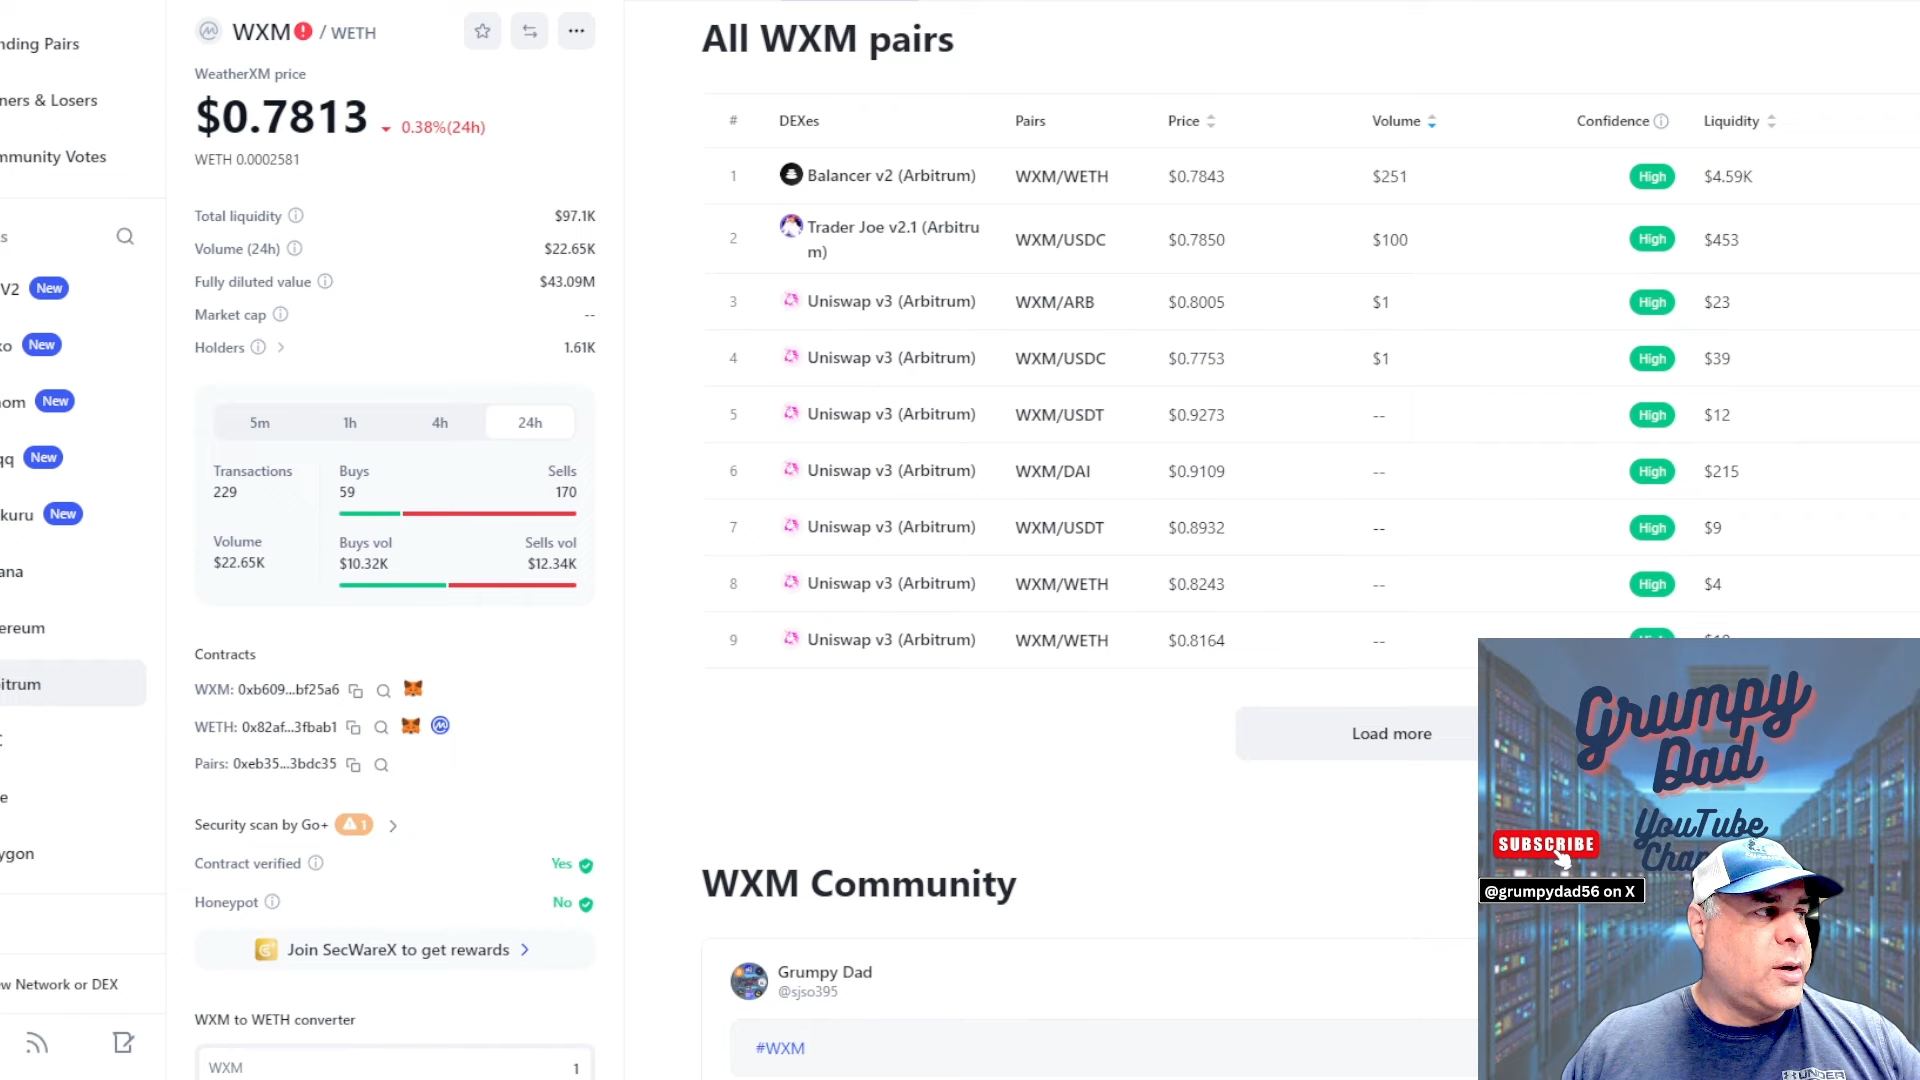 nding Pairs
ners & Losers
mmunity Votes
s
V2 New
ko New
nom New
qq New
kuru New
ana
ereum
itrum
e
ygon
w Network or DEX
WXM / WETH
WeatherXM price
$0.7813 0.38%(24h)
WETH 0.0002581
Total liquidity $97.1K
Volume (24h) $22.65K
Fully diluted value $43.09M
Market cap --
Holders 1.61K
5m 1h 4h 24h
Transactions Buys Sells
229 59 170
Volume Buys vol Sells vol
$22.65K $10.32K $12.34K
Contracts
WXM: 0xb609...bf25a6
WETH: 0x82af...3fbab1
Pairs: 0xeb35...3bdc35
Security scan by Go+ 1
Contract verified Yes
Honeypot No
Join SecWareX to get rewards
WXM to WETH converter
WXM 1
All WXM pairs
# DEXes Pairs Price Volume Confidence Liquidity
1 Balancer v2 (Arbitrum) WXM/WETH $0.7843 $251 High $4.59K
2 Trader Joe v2.1 (Arbitru
m) WXM/USDC $0.7850 $100 High $453
3 Uniswap v3 (Arbitrum) WXM/ARB $0.8005 $1 High $23
4 Uniswap v3 (Arbitrum) WXM/USDC $0.7753 $1 High $39
5 Uniswap v3 (Arbitrum) WXM/USDT $0.9273 -- High $12
6 Uniswap v3 (Arbitrum) WXM/DAI $0.9109 -- High $215
7 Uniswap v3 (Arbitrum) WXM/USDT $0.8932 -- High $9
8 Uniswap v3 (Arbitrum) WXM/WETH $0.8243 -- High $4
9 Uniswap v3 (Arbitrum) WXM/WETH $0.8164 --
Load more
WXM Community
Grumpy Dad
@sjso395
#WXM
Grumpy
Dad
YouTube
Chan
SUBSCRIBE
@grumpydad56 on X